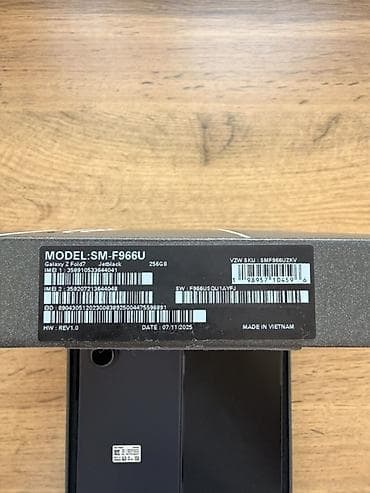 MODEL:SM-F966U
Galaxy Z Fold7 Jetblack 256GB
VZW SKU : SMF966UZKV
IMEI 1 : 358910533644041
IMEI 2 : 359207213644048
SW : F966USQU1AYFJ
HW : REV1.0 DATE : 07/11/2025 MADE IN VIETNAM